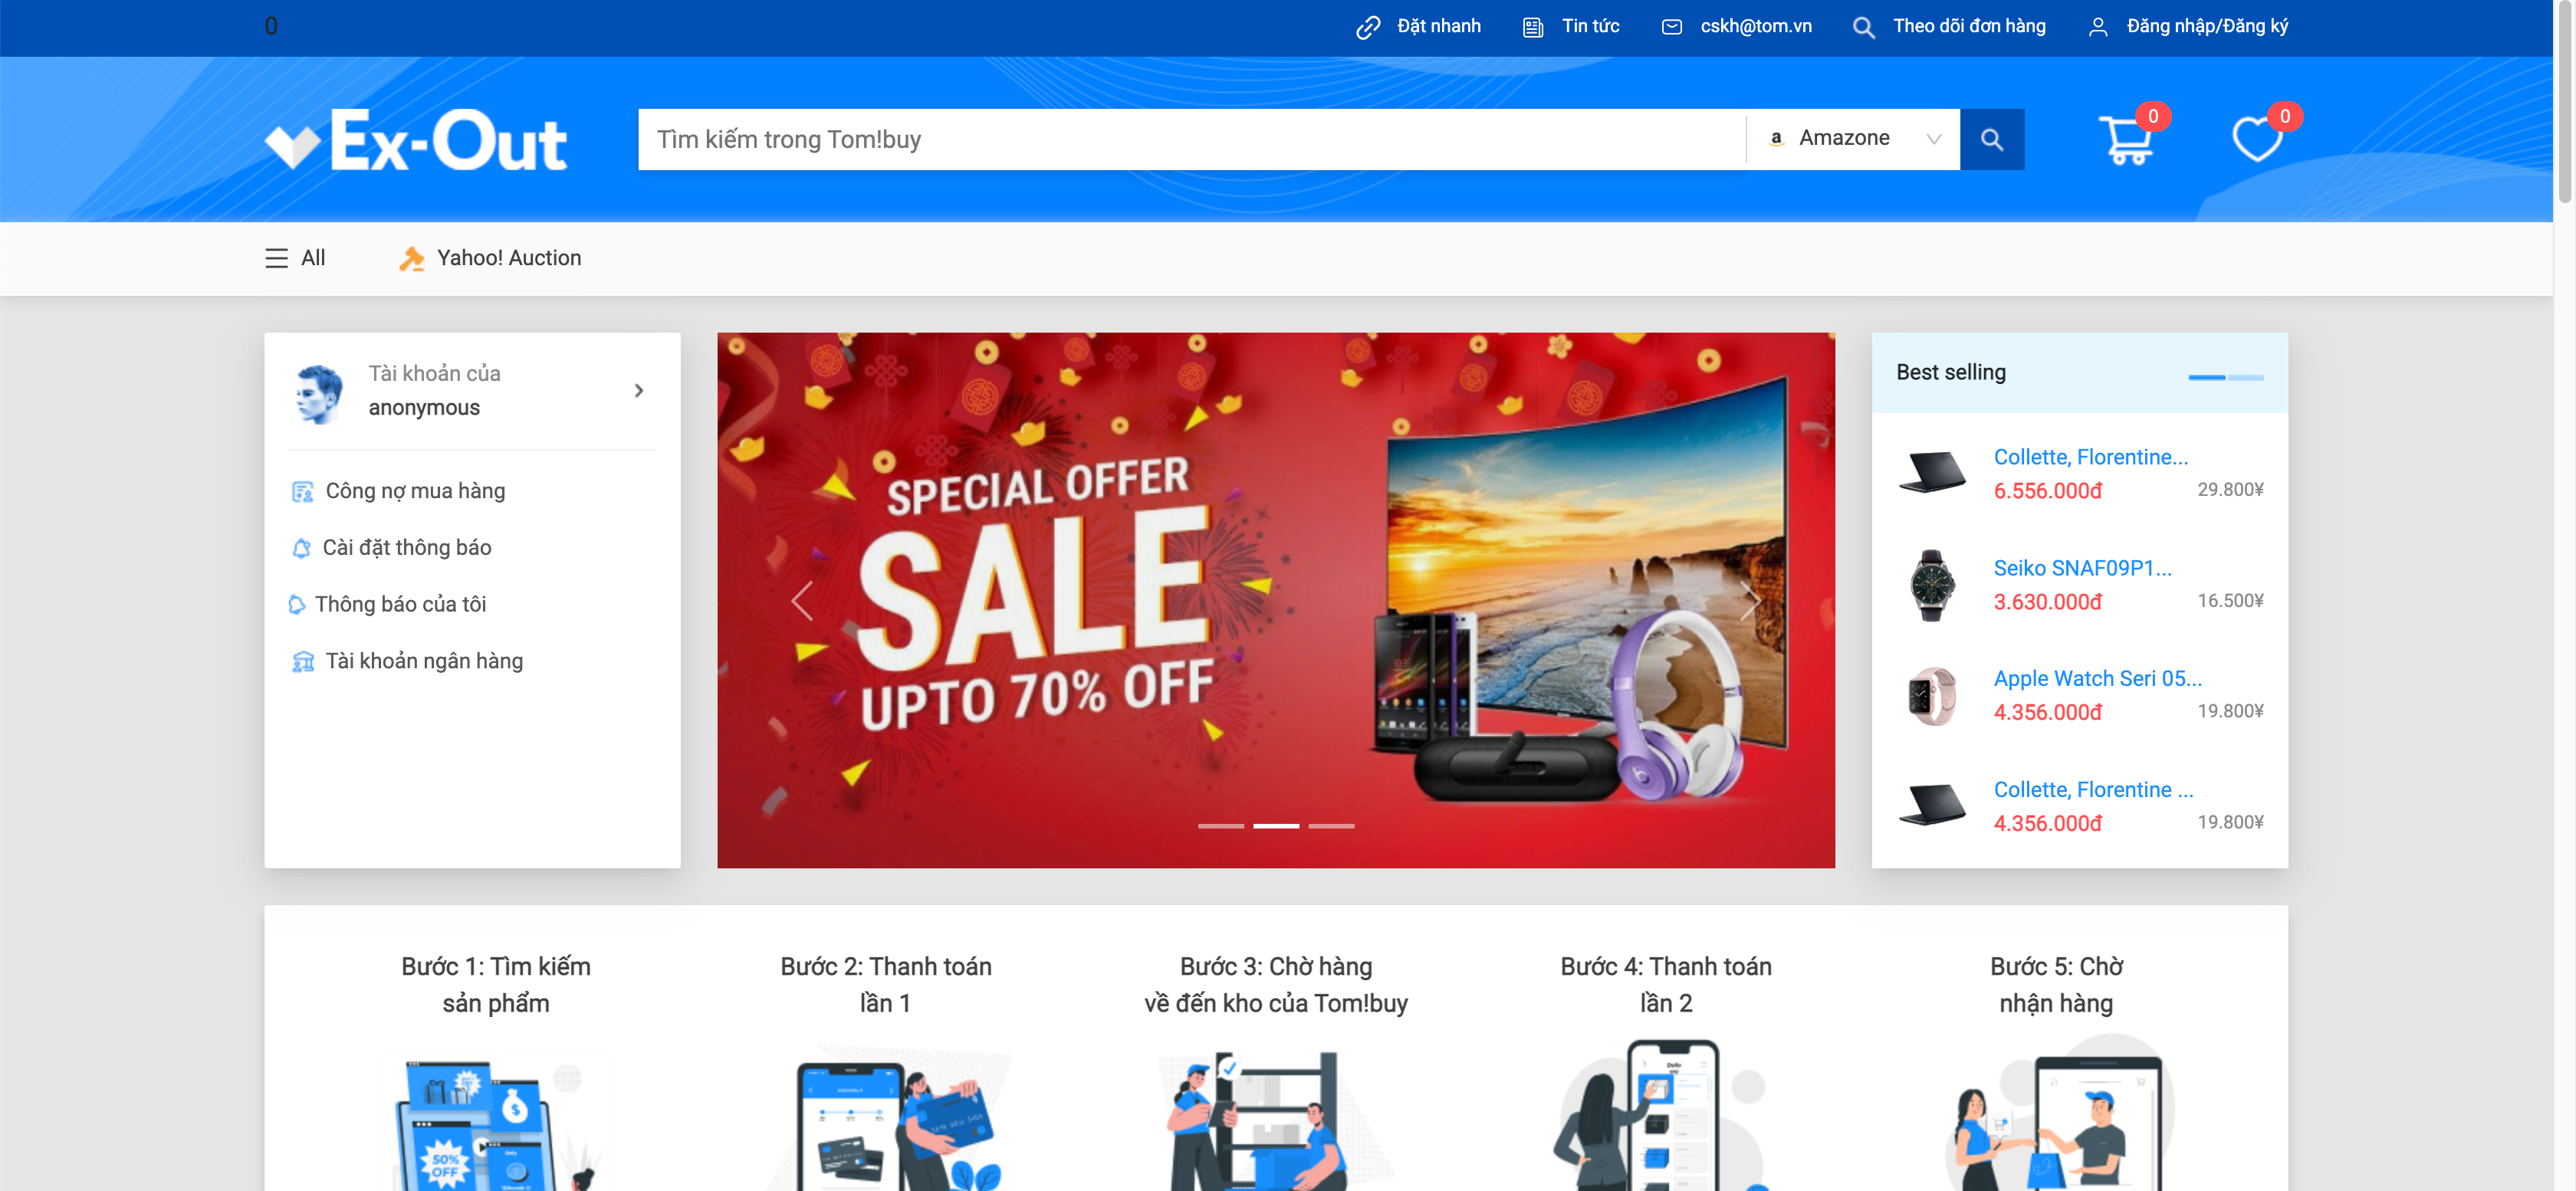 0
Đặt nhanh
Tin tức
cskh@tom.vn
Theo dõi đơn hàng
Đăng nhập/Đăng ký
Ex-Out
Tìm kiếm trong Tom!buy
Amazone
0
0
All
Yahoo! Auction
Tài khoản của
anonymous
Công nợ mua hàng
Cài đặt thông báo
Thông báo của tôi
Tài khoản ngân hàng
SPECIAL OFFER
SALE
UPTO 70% OFF
Best selling
Collette, Florentine...
6.556.000đ 29.800¥
Seiko SNAF09P1...
3.630.000đ 16.500¥
Apple Watch Seri 05...
4.356.000đ 19.800¥
Collette, Florentine ...
4.356.000đ 19.800¥
Bước 1: Tìm kiếm
sản phẩm
Bước 2: Thanh toán
lần 1
Bước 3: Chờ hàng
về đến kho của Tom!buy
Bước 4: Thanh toán
lần 2
Bước 5: Chờ
nhận hàng
50%
OFF